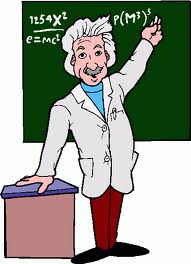 1254X² P(M³)⁵
e=mc²